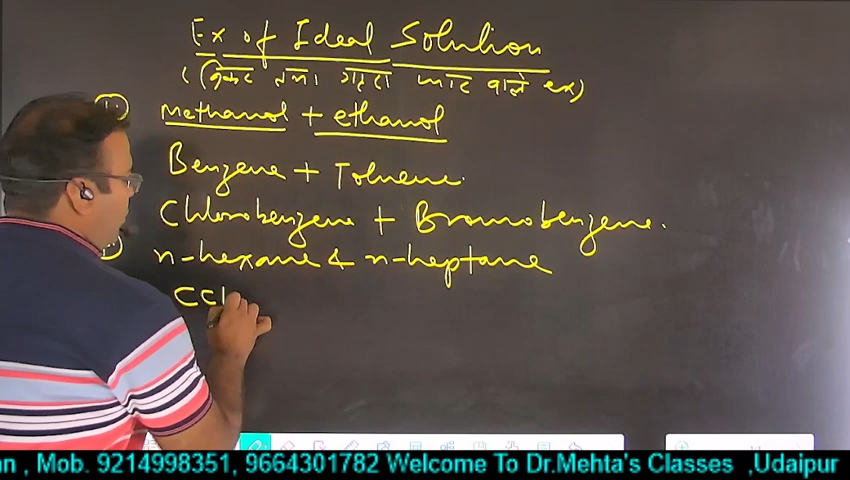 Ex of Ideal Solution
Methanol + ethanol
Benzene + Toluene.
Chlorobenzene + Bromobenzene.
n-hexane & n-heptane
CCl
, Mob. 9214998351, 9664301782 Welcome To Dr.Mehta's Classes ,Udaipur